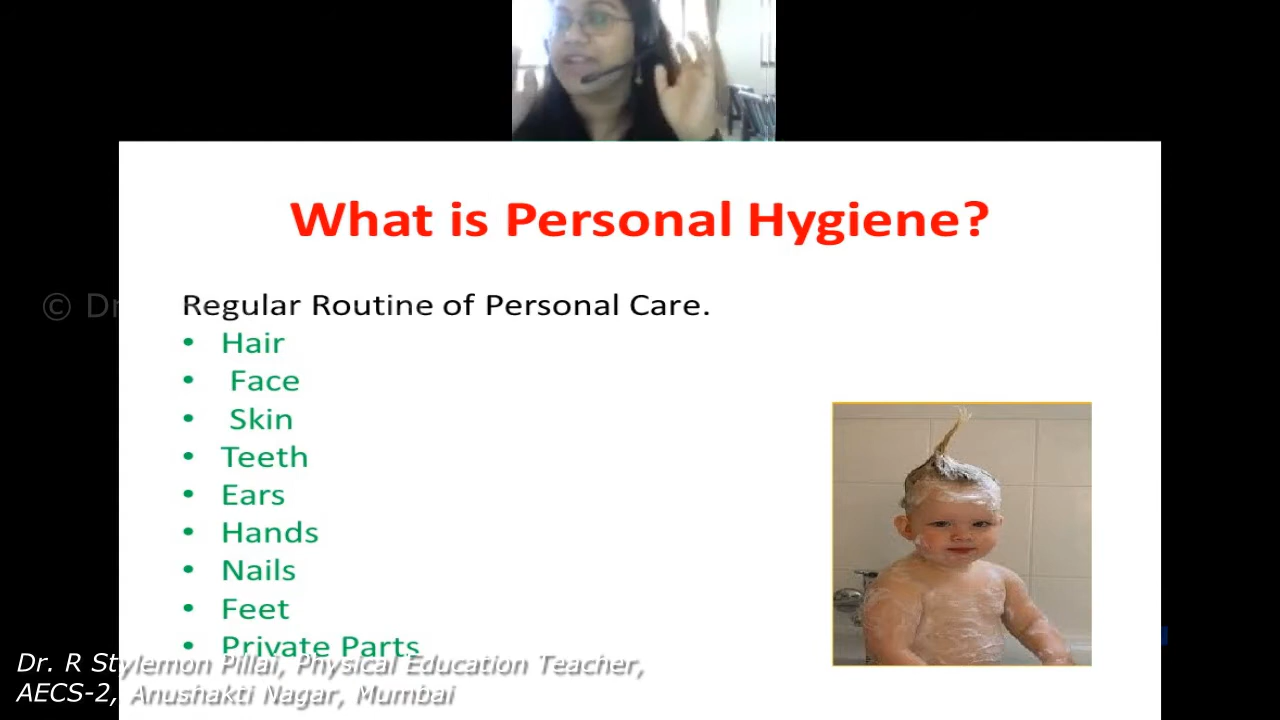 What is Personal Hygiene?
© Dr
Regular Routine of Personal Care.
• Hair
• Face
• Skin
• Teeth
• Ears
• Hands
• Nails
• Feet
• Private Parts
Dr. R Stylemon Pillai, Physical Education Teacher,
AECS-2, Anushakti Nagar, Mumbai